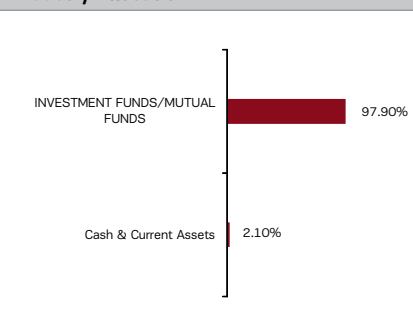 INVESTMENT FUNDS/MUTUAL
FUNDS
97.90%
Cash & Current Assets
2.10%